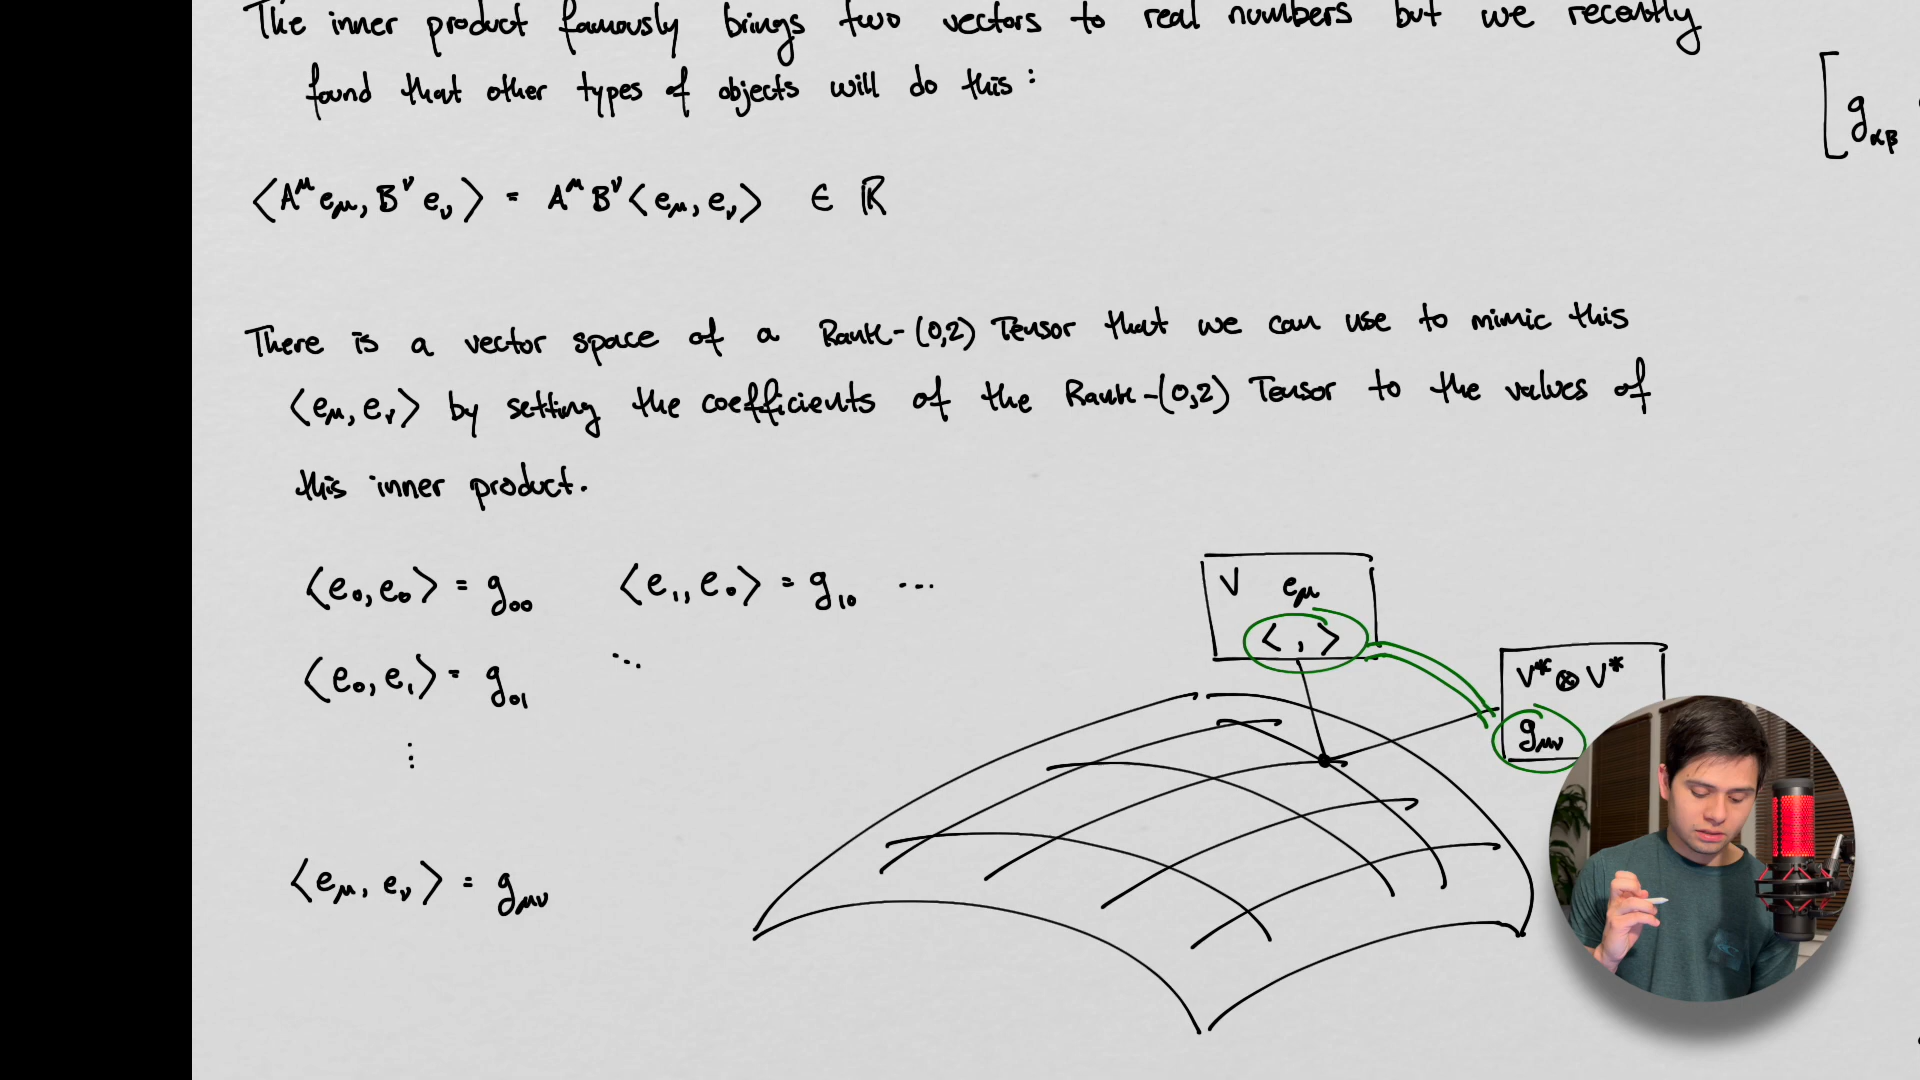 The inner product famously brings two vectors to real numbers but we recently
found that other types of objects will do this :
[ g_αβ
⟨A^μ e_μ, B^ν e_ν⟩ = A^μ B^ν ⟨e_μ, e_ν⟩ ∈ ℝ
There is a vector space of a Rank-(0,2) Tensor that we can use to mimic this
⟨e_μ, e_ν⟩ by setting the coefficients of the Rank-(0,2) Tensor to the values of
this inner product.
⟨e_0, e_0⟩ = g_00 ⟨e_1, e_0⟩ = g_10 ...
⟨e_0, e_1⟩ = g_01 ⋱
⋮
⟨e_μ, e_ν⟩ = g_μν
V e_μ
⟨ , ⟩
V* ⊗ V*
g_μν